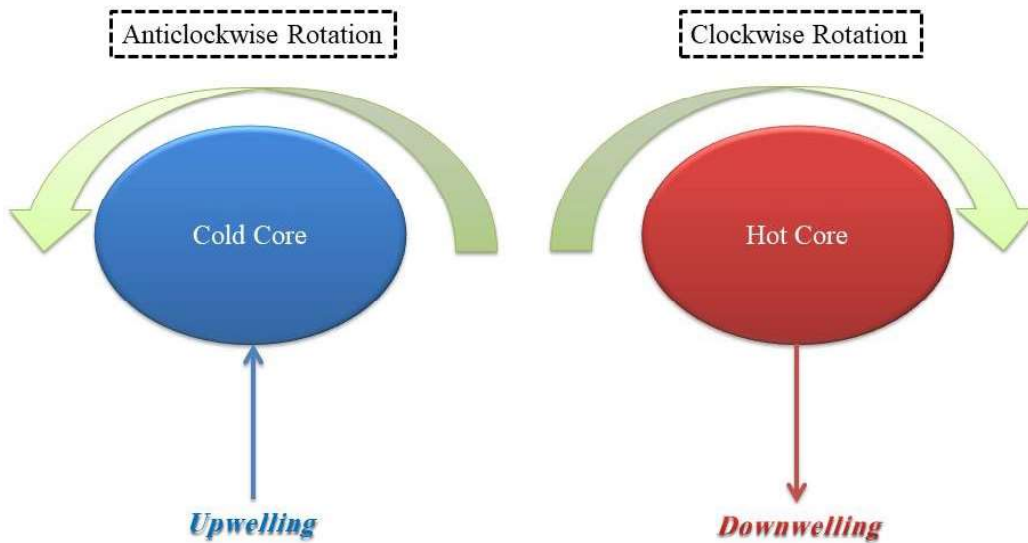 Anticlockwise Rotation
Clockwise Rotation
Cold Core
Hot Core
Upwelling
Downwelling